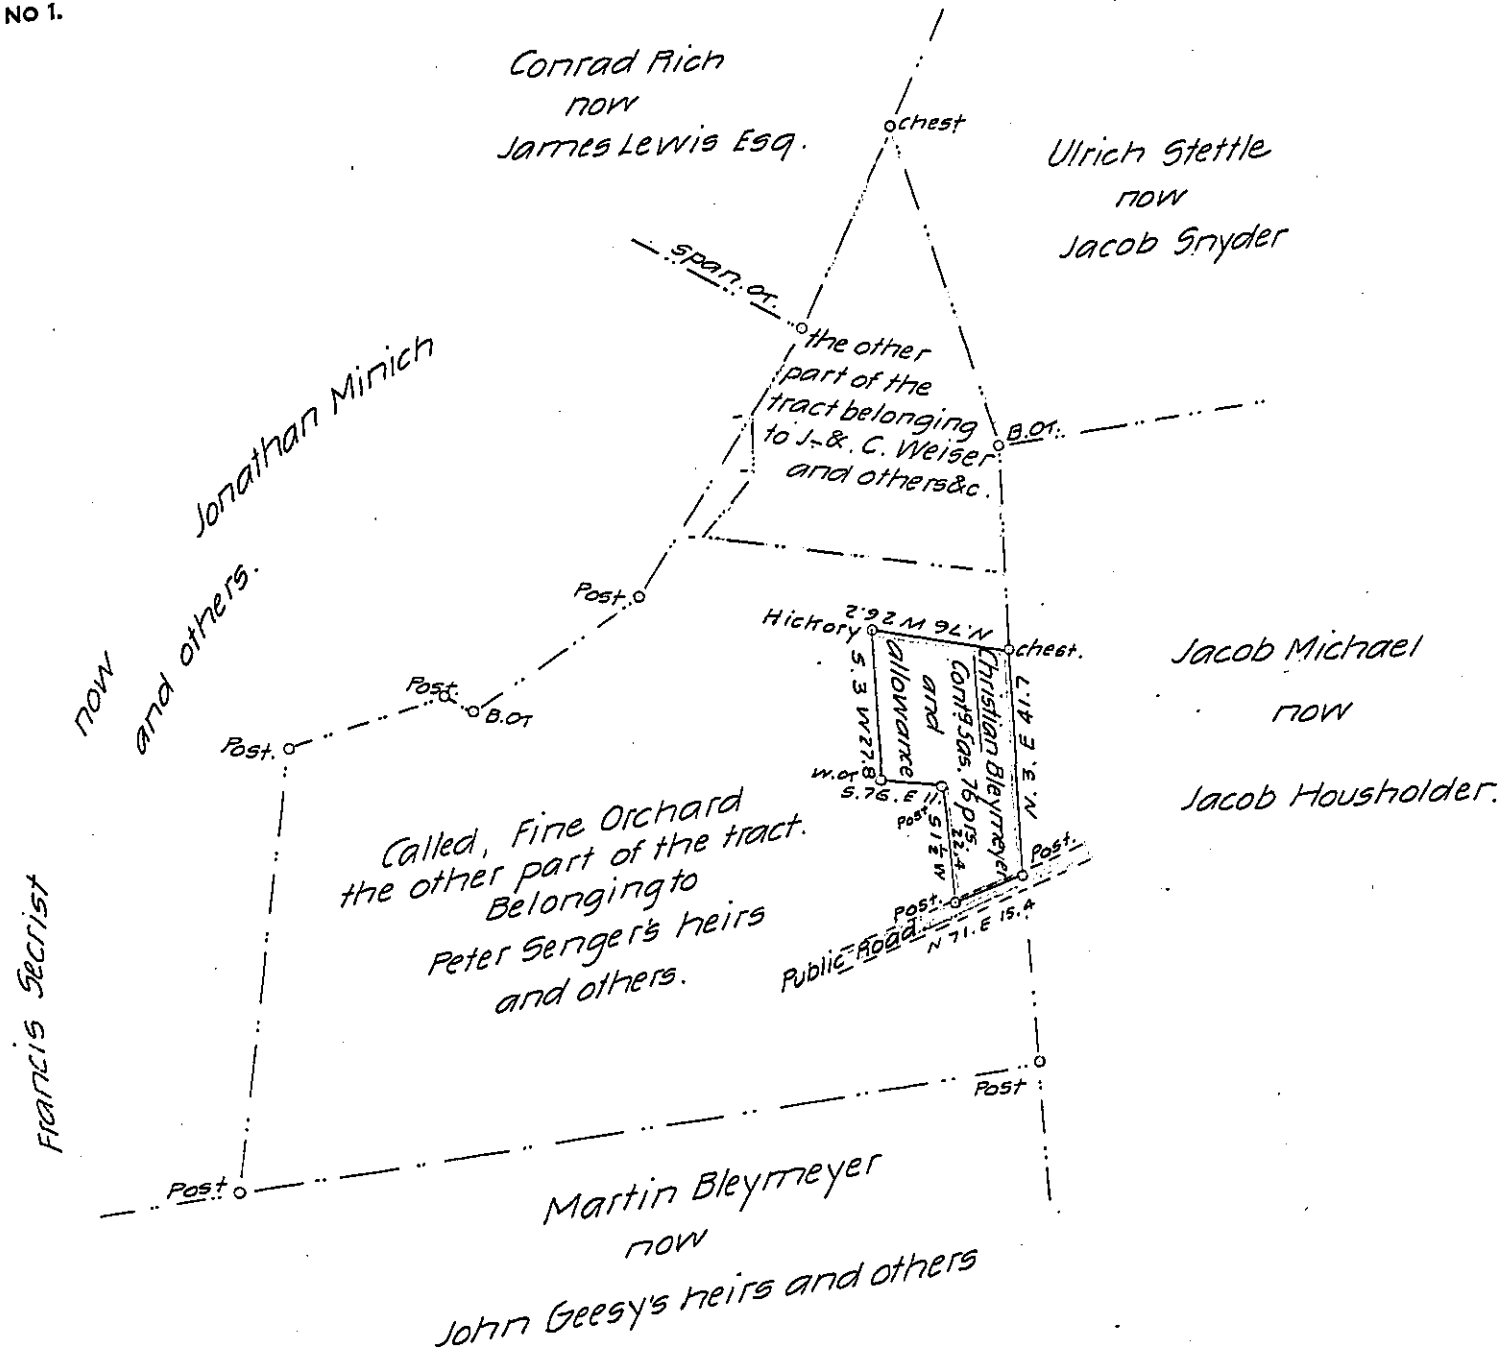 NO 1.
Conrad Rich
now
James Lewis Esq.
chest
Ulrich Stettle
now
Jacob Snyder
span. or.
the other
part of the
tract belonging
to J. & C. Weiser
and others &c.
B.OT.
Jonathan Minich
now
and others.
Post.
Post.
B.OT
Post.
Hickory
N. 76 W 26.2
chest.
S. 3 W 27.8
allowance
and
Christian Bleymeyer
N. 3. E 41.7
W.OT
S. 76. E 11.
Post
S 1 1/2 W
22.4
Post.
Post.
Public Road
N 71. E 15.4
Jacob Michael
now
Jacob Housholder.
Called, Fine Orchard
the other part of the tract.
Belonging to
Peter Senger's heirs
and others.
Francis Secrist
Post
Post
Martin Bleymeyer
now
John Geesy's heirs and others